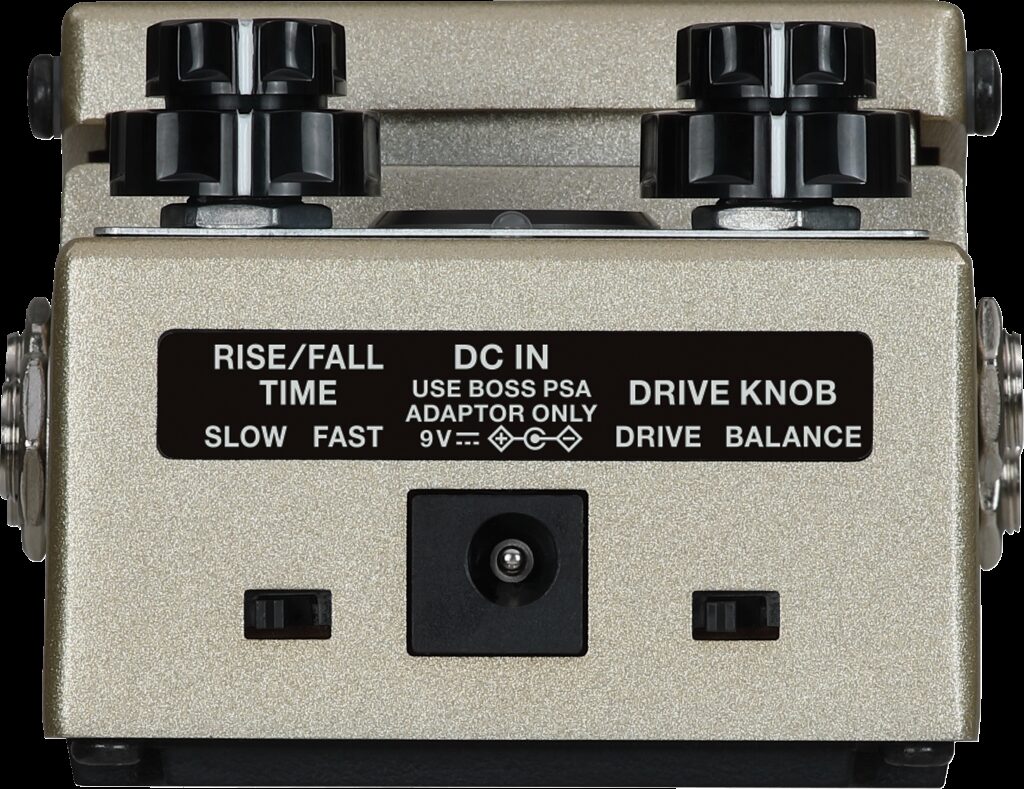 RISE/FALL
TIME
SLOW FAST
DC IN
USE BOSS PSA
ADAPTOR ONLY
9V
DRIVE KNOB
DRIVE BALANCE